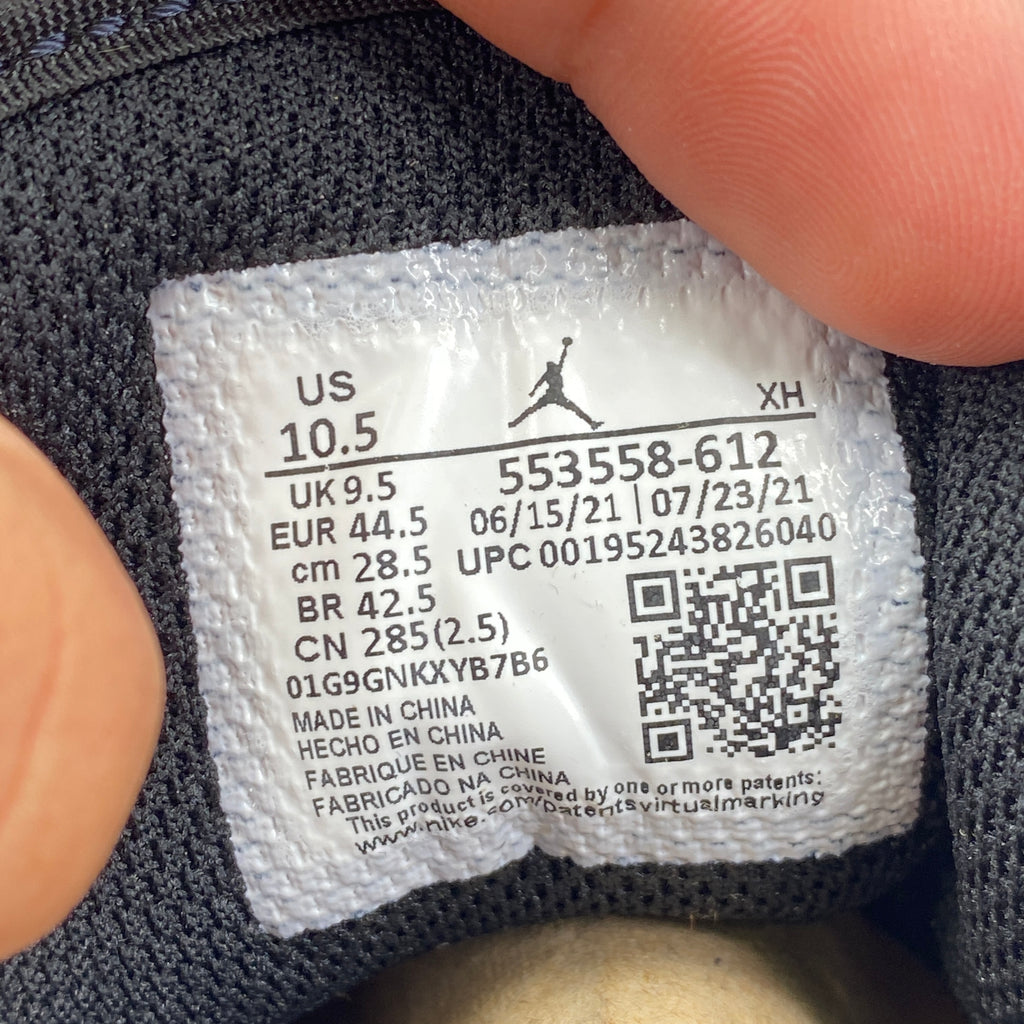 US
10.5
XH
UK 9.5
EUR 44.5
cm 28.5
BR 42.5
CN 285(2.5)
01G9GNKXYB7B6
553558-612
06/15/21 | 07/23/21
UPC 00195243826040
MADE IN CHINA
HECHO EN CHINA
FABRIQUE EN CHINE
FABRICADO NA CHINA
This product is covered by one or more patents:
www.nike.com/patentsvirtualmarking